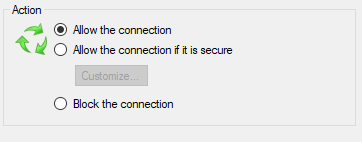 Action
Allow the connection
Allow the connection if it is secure
Customize...
Block the connection